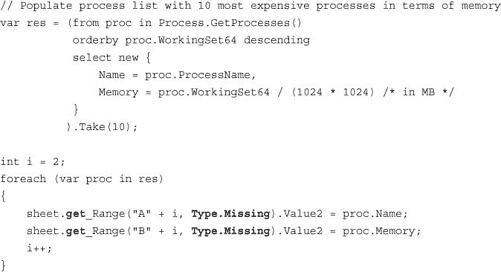 // Populate process list with 10 most expensive processes in terms of memory
var res = (from proc in Process.GetProcesses()
           orderby proc.WorkingSet64 descending
           select new {
               Name = proc.ProcessName,
               Memory = proc.WorkingSet64 / (1024 * 1024) /* in MB */
           }
          ).Take(10);

int i = 2;
foreach (var proc in res)
{
    sheet.get_Range("A" + i, Type.Missing).Value2 = proc.Name;
    sheet.get_Range("B" + i, Type.Missing).Value2 = proc.Memory;
    i++;
}